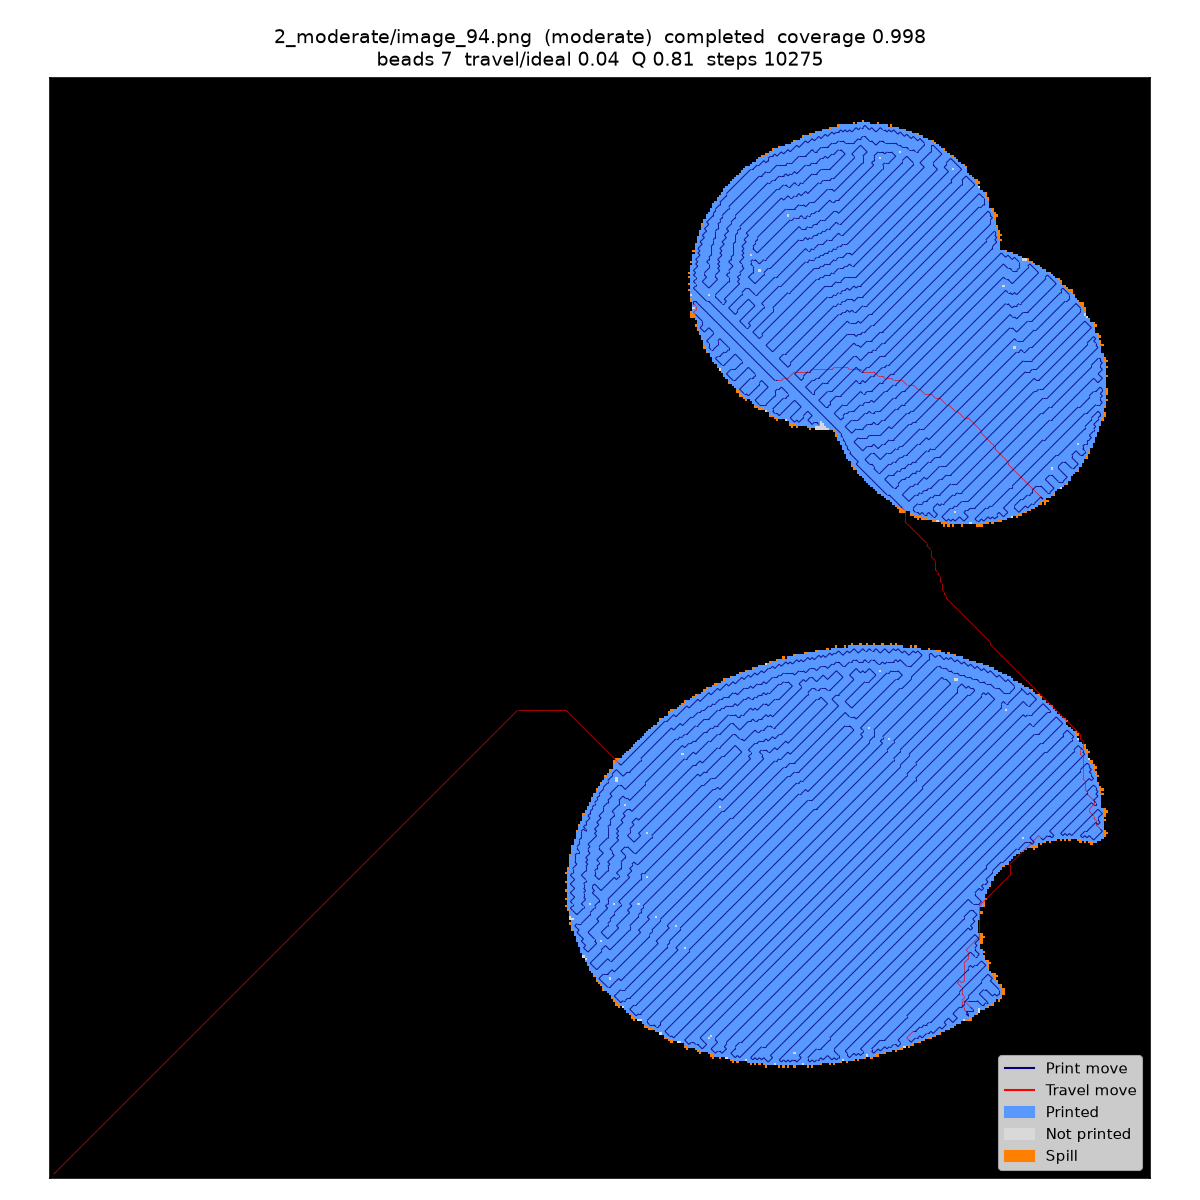 2_moderate/image_94.png  (moderate)  completed  coverage 0.998
beads 7  travel/ideal 0.04  Q 0.81  steps 10275
Print move
Travel move
Printed
Not printed
Spill